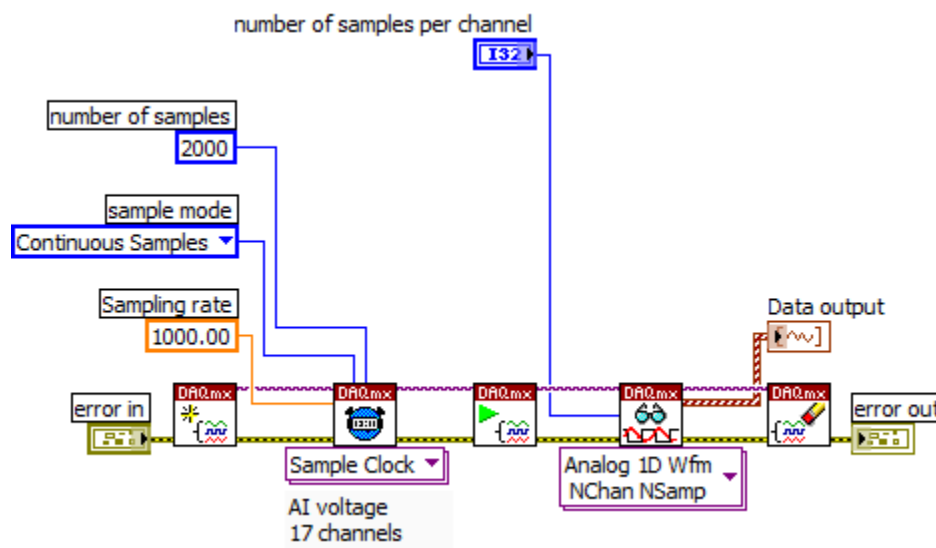 number of samples per channel
I32
number of samples
2000
sample mode
Continuous Samples
Sampling rate
1000.00
Data output
DAQmx
DAQmx
DAQmx
DAQmx
DAQmx
error in
error out
Sample Clock
Analog 1D Wfm
NChan NSamp
AI voltage
17 channels